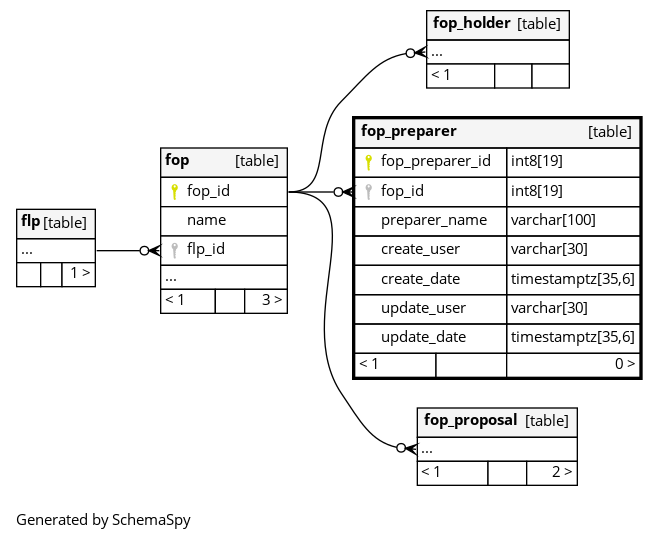 fop_holder [table]
...
< 1
fop_preparer [table]
fop_preparer_id int8[19]
fop_id int8[19]
preparer_name varchar[100]
create_user varchar[30]
create_date timestamptz[35,6]
update_user varchar[30]
update_date timestamptz[35,6]
< 1 0 >
fop [table]
fop_id
name
flp_id
...
< 1 3 >
flp [table]
...
1 >
fop_proposal [table]
...
< 1 2 >
Generated by SchemaSpy